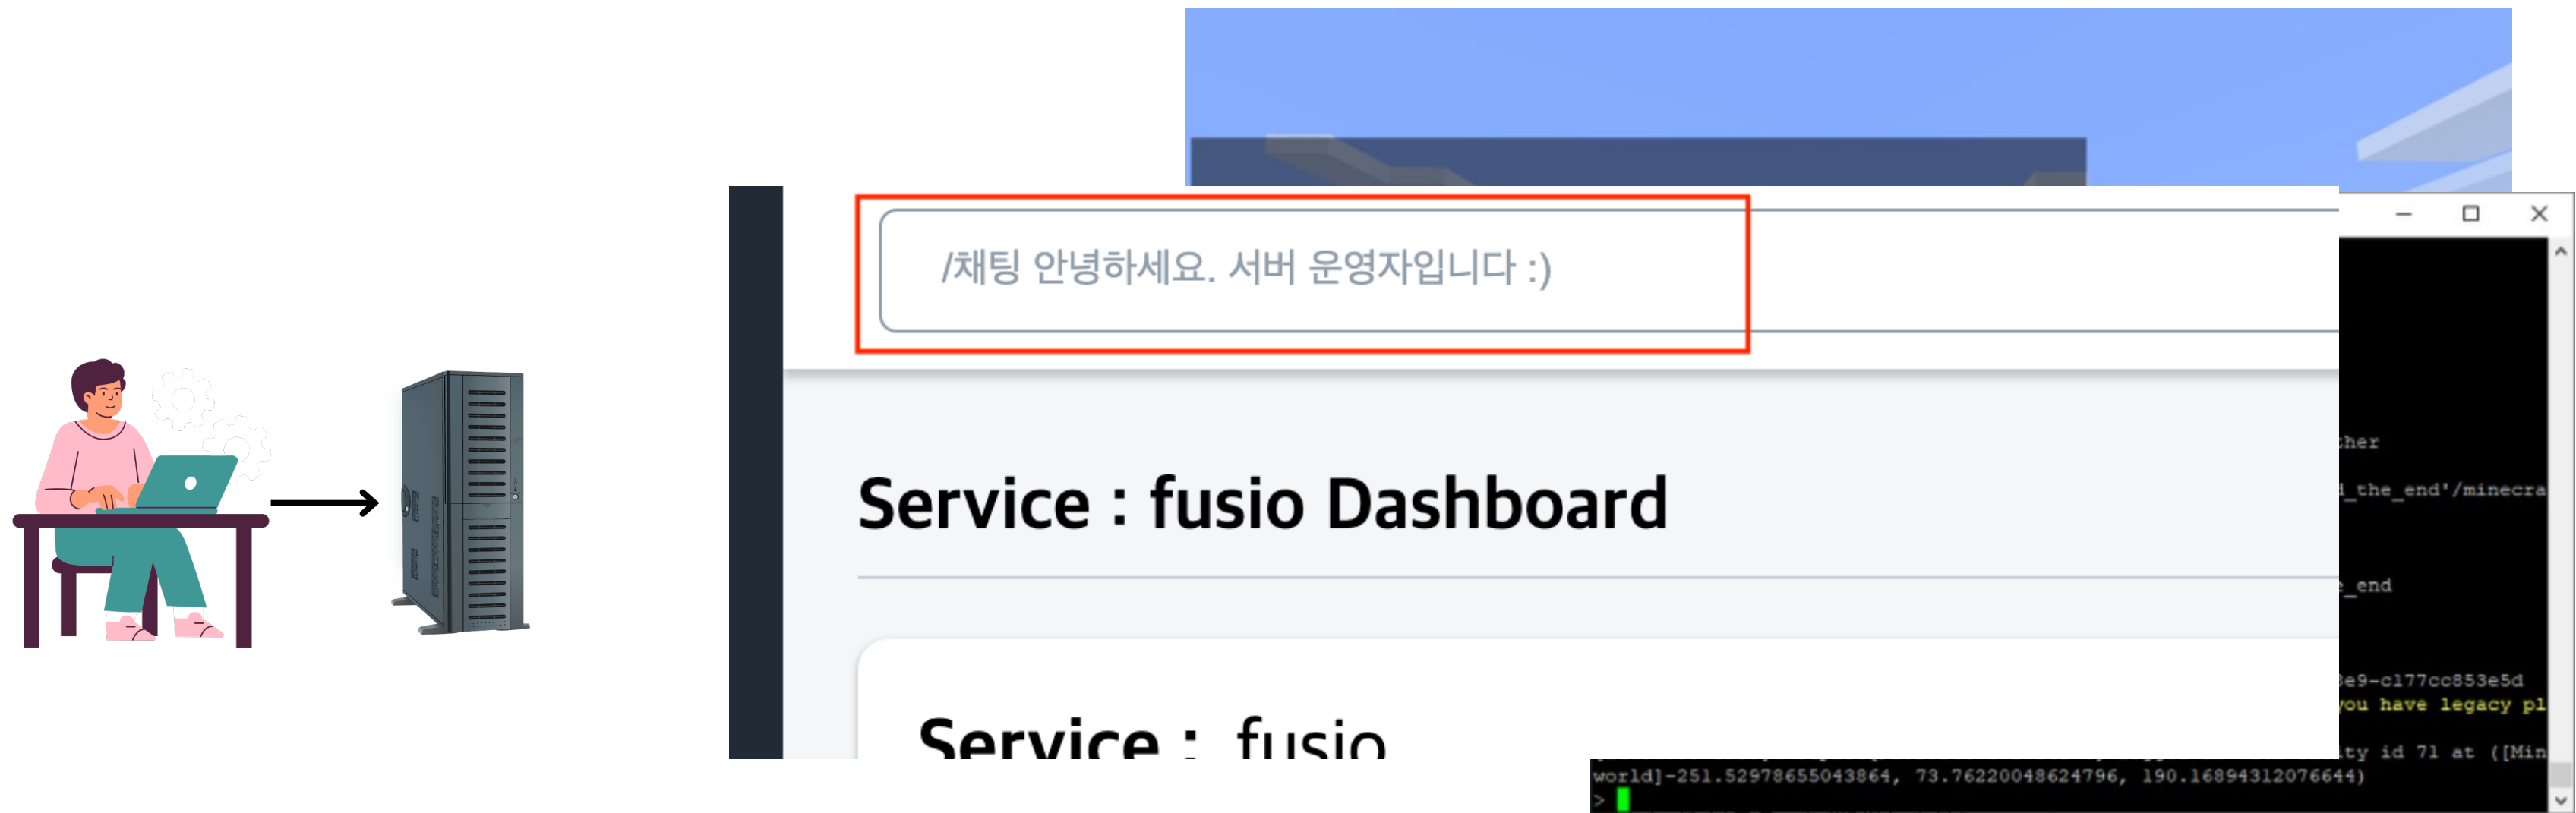 /채팅 안녕하세요. 서버 운영자입니다 :)
Service : fusio Dashboard
Service : fusio
ther
_the_end'/minecra
_end
e9-c177cc853e5d
you have legacy pl
ty id 71 at ([Min
world]-251.52978655043864, 73.76220048624796, 190.16894312076644)
>